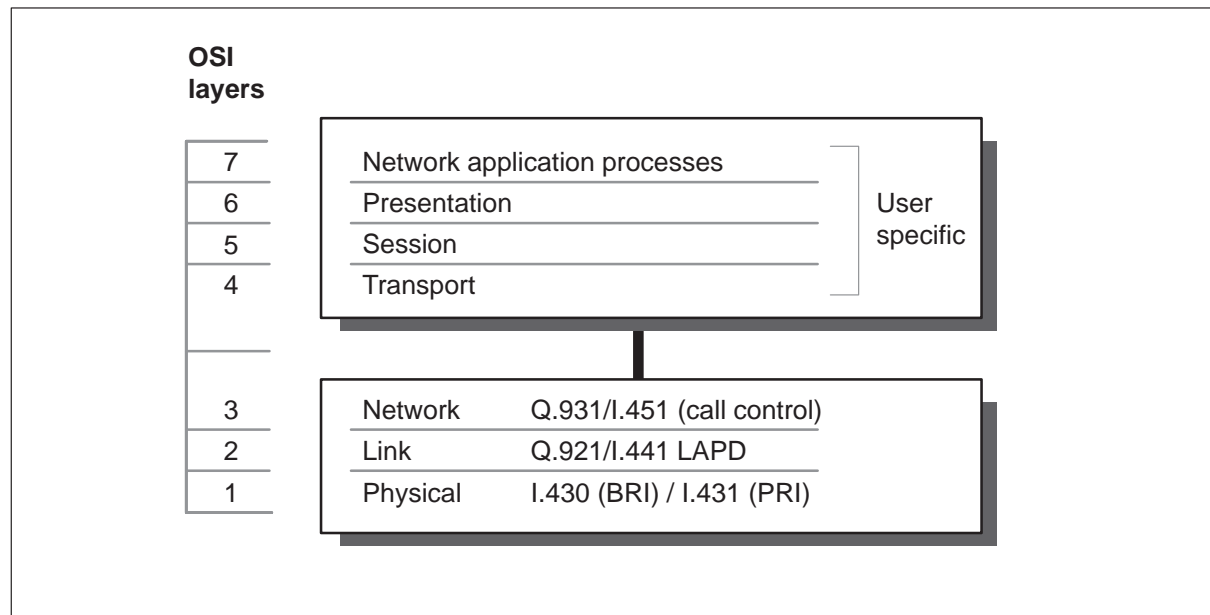 OSI
layers
7 Network application processes
6 Presentation
5 Session
4 Transport
User
specific
3 Network Q.931/I.451 (call control)
2 Link Q.921/I.441 LAPD
1 Physical I.430 (BRI) / I.431 (PRI)